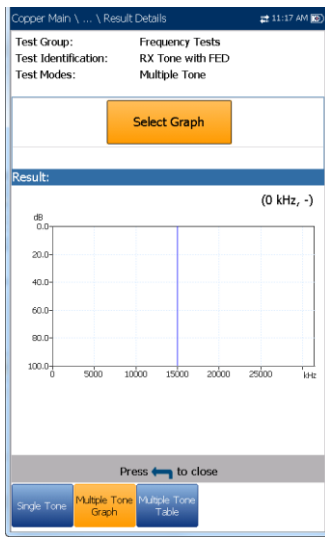 Copper Main \ ... \ Result Details 11:17 AM
Test Group: Frequency Tests
Test Identification: RX Tone with FED
Test Modes: Multiple Tone
Select Graph
Result:
(0 kHz, -)
dB
0.0
20.0
40.0
60.0
80.0
100.0
0 5000 10000 15000 20000 25000 kHz
Press to close
Single Tone
Multiple Tone
Graph
Multiple Tone
Table